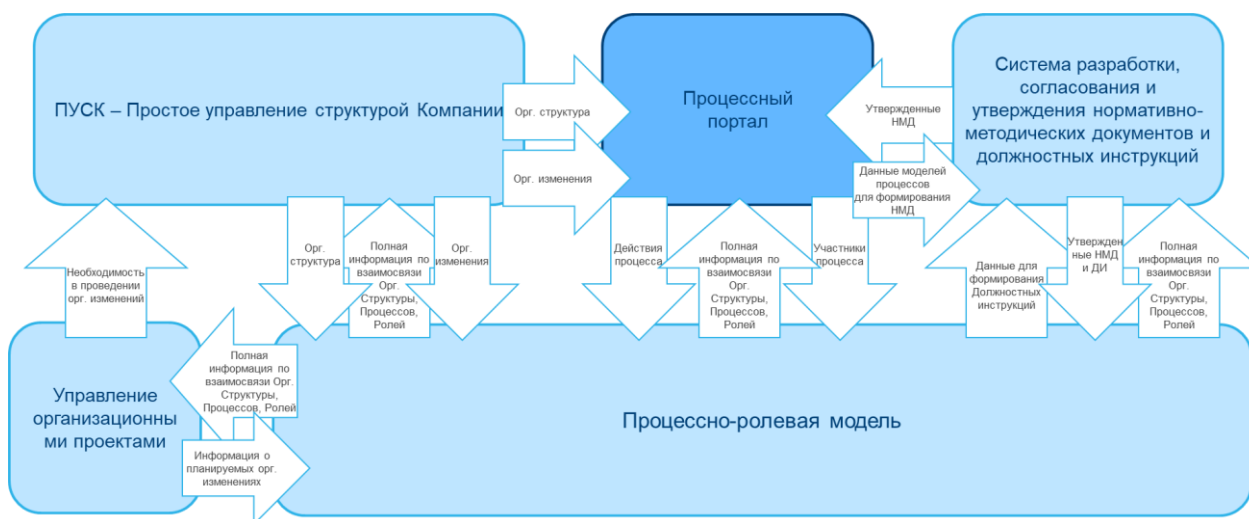 ПУСК – Простое управление структурой Компании
Орг. структура
Орг. изменения
Процессный
портал
Утвержденные
НМД
Данные моделей
процессов
для формирования
НМД
Система разработки,
согласования и
утверждения нормативно-
методических документов и
должностных инструкций
Необходимость
в проведении
орг. изменений
Орг.
структура
Полная
информация по
взаимосвязи
Орг.
Структуры,
Процессов,
Ролей
Орг.
изменения
Действия
процесса
Полная
информация по
взаимосвязи
Орг.
Структуры,
Процессов,
Ролей
Участники
процесса
Данные для
формирования
Должностных
инструкций
Утвержден
ные НМД
и ДИ
Полная
информация по
взаимосвязи
Орг.
Структуры,
Процессов,
Ролей
Управление
организационны
ми проектами
Полная
информация по
взаимосвязи Орг.
Структуры,
Процессов, Ролей
Информация о
планируемых орг.
изменениях
Процессно-ролевая модель